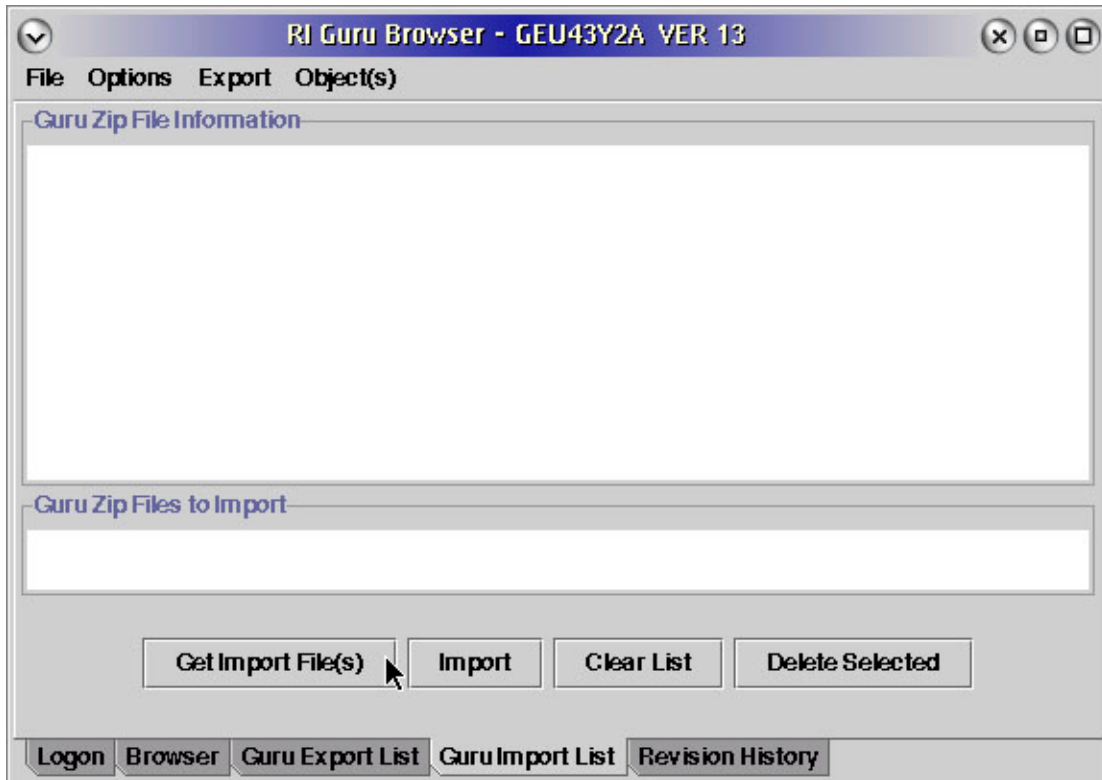 RI Guru Browser - GEU43Y2A VER 13
File Options Export Object(s)
Guru Zip File Information
Guru Zip Files to Import
Get Import File(s) Import Clear List Delete Selected
Logon Browser Guru Export List Guru Import List Revision History